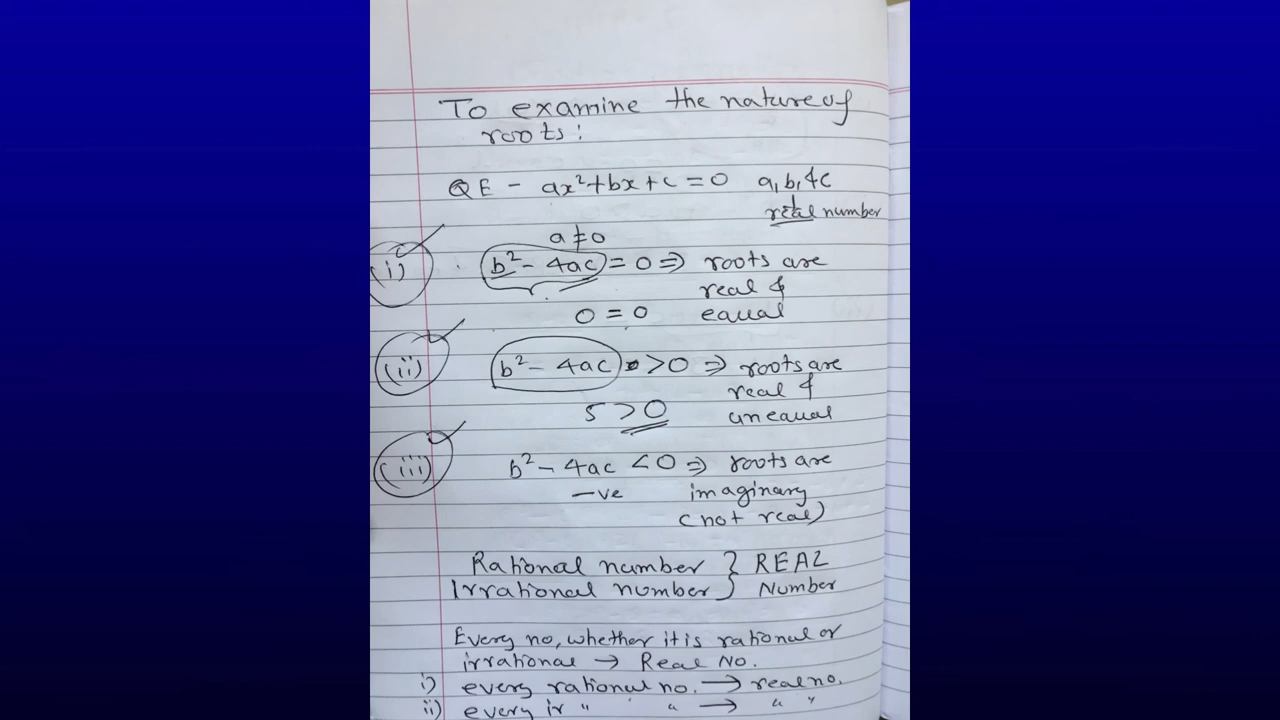 To examine the nature of
roots:
QE - ax²+bx+c=0 a, b, & c
real number
a ≠ 0
(i) b² - 4ac = 0 ⇒ roots are
real &
0 = 0 equal
(ii) b² - 4ac > 0 ⇒ roots are
real &
5 > 0 unequal
(iii) b² - 4ac < 0 ⇒ roots are
-ve imaginary
(not real)
Rational number } REAL
Irrational number } Number
Every no, whether it is rational or
irrational → Real No.
i) every rational no. → real no.
ii) every ir " " → " "